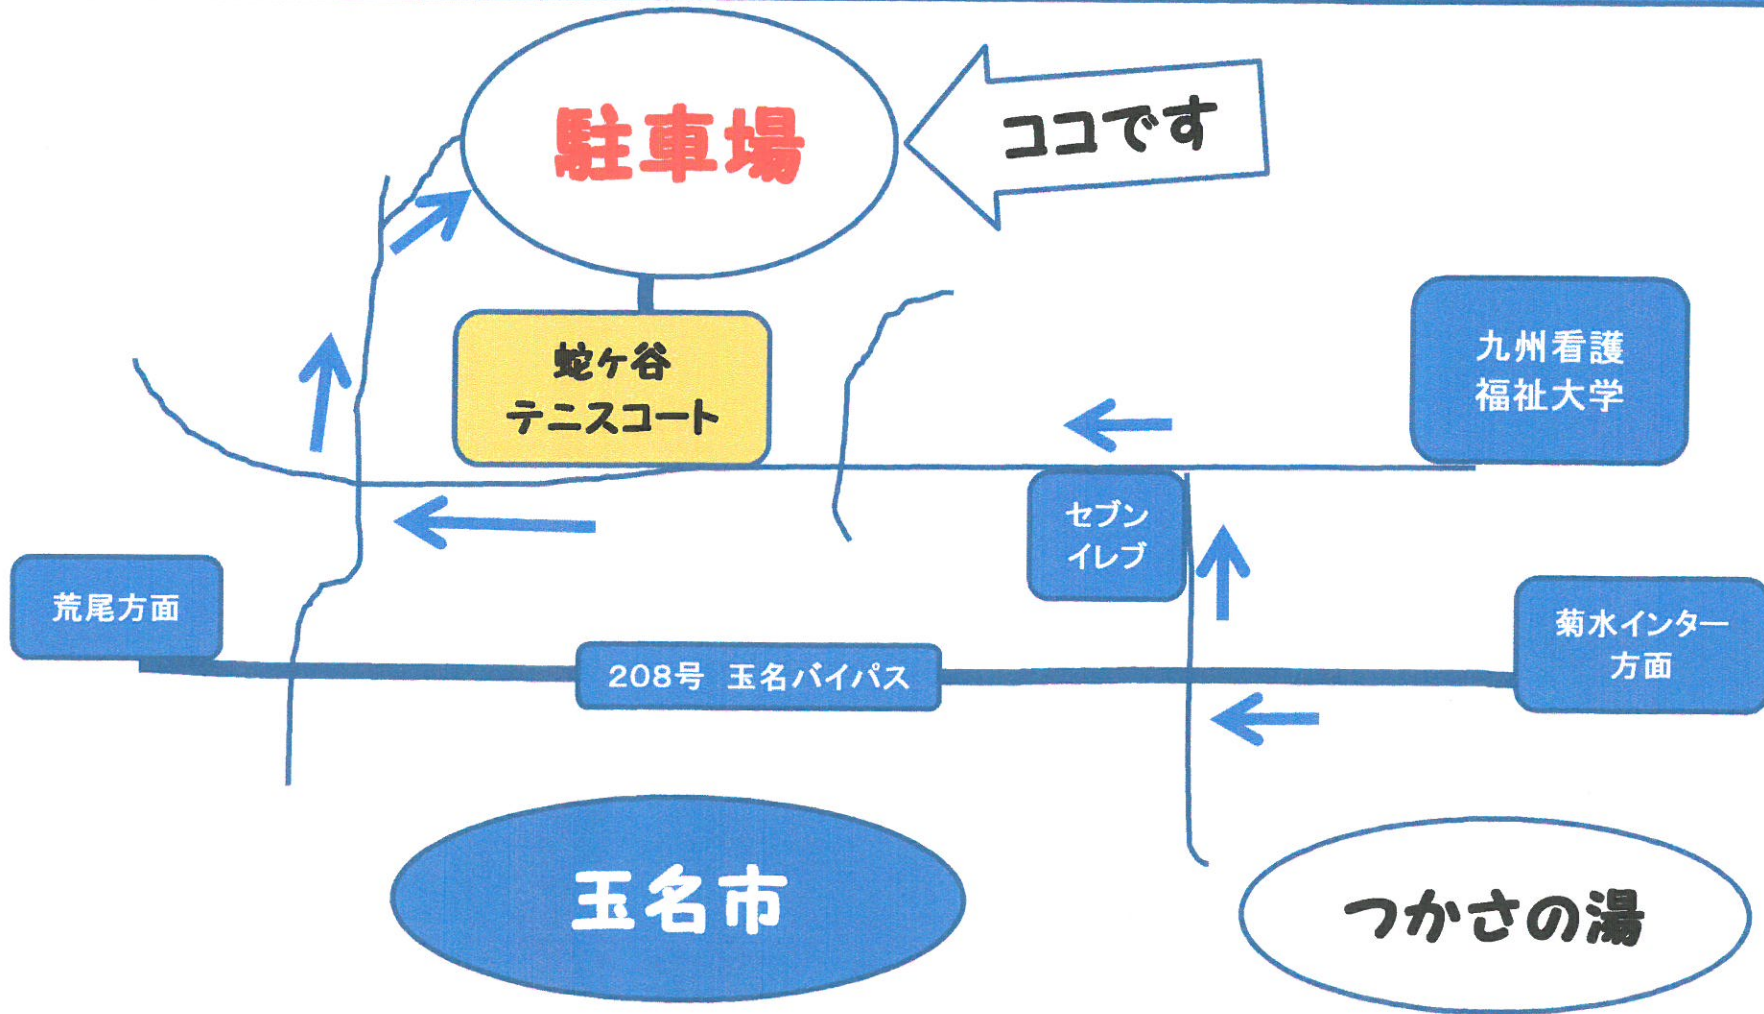 駐車場
ココです
蛇ヶ谷
テニスコート
九州看護
福祉大学
セブン
イレブ
荒尾方面
208号 玉名バイパス
菊水インター
方面
玉名市
つかさの湯